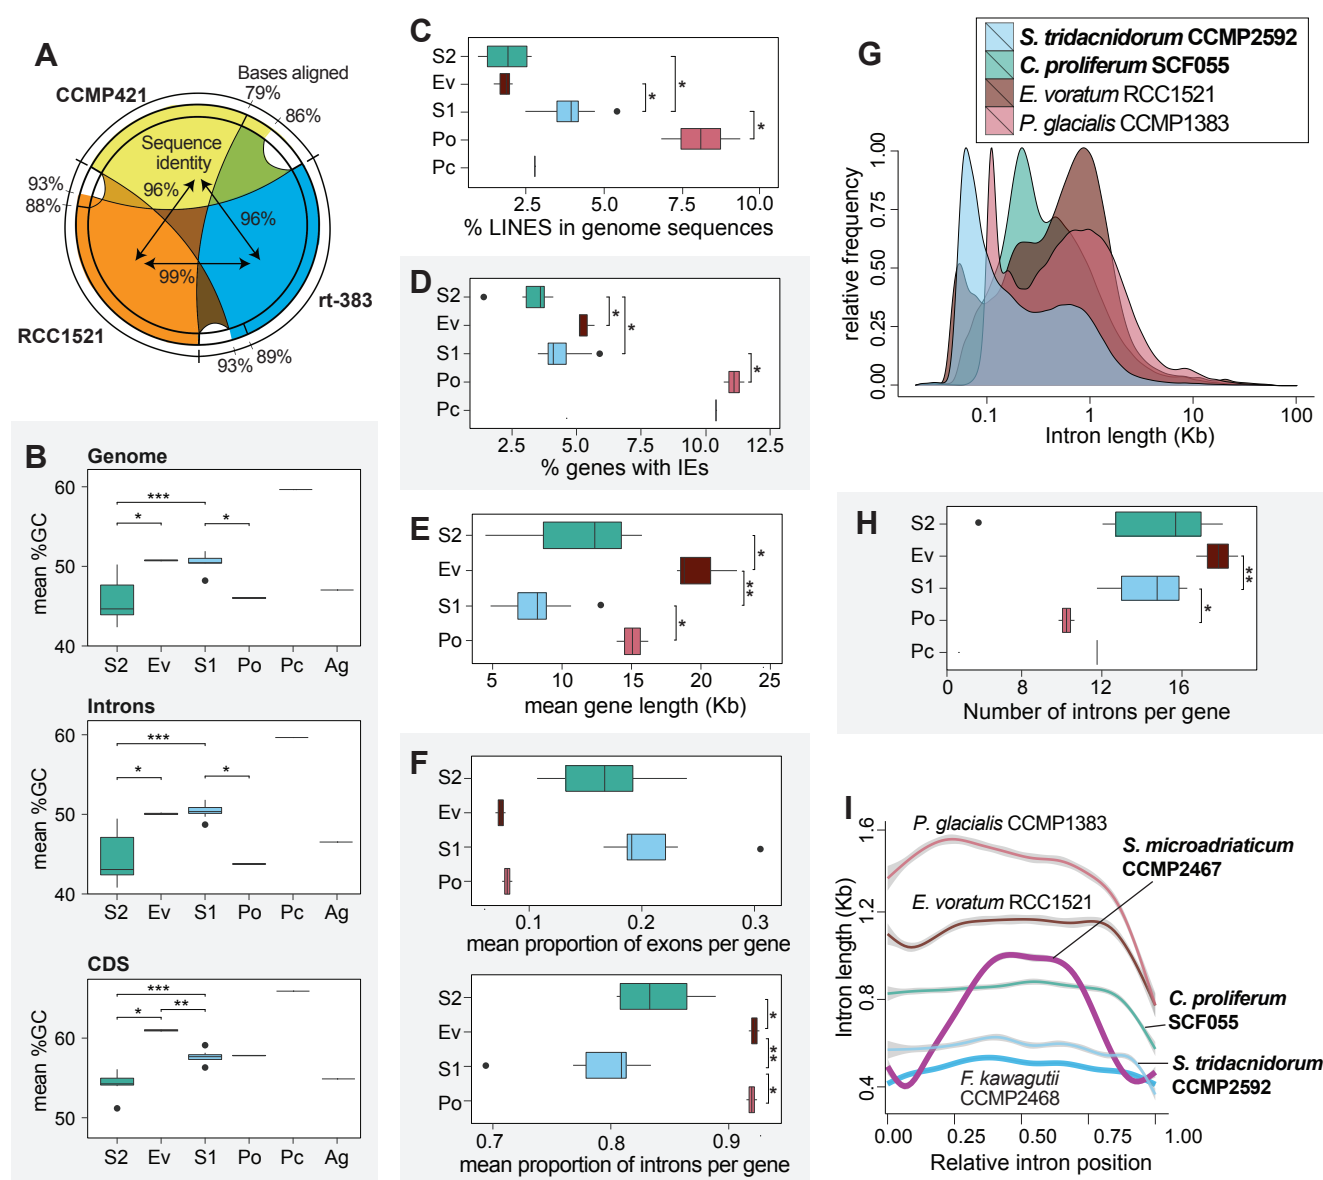 A
CCMP421
Bases aligned
79%
86%
Sequence
identity
96%
96%
99%
93%
88%
rt-383
RCC1521
93%
89%
B
Genome
mean %GC
60
50
40
***
*
*
S2 Ev S1 Po Pc Ag
Introns
mean %GC
60
50
40
***
*
*
S2 Ev S1 Po Pc Ag
CDS
mean %GC
60
50
***
**
*
S2 Ev S1 Po Pc Ag
C
S2
Ev
S1
Po
Pc
*
*
*
2.5 5.0 7.5 10.0
% LINES in genome sequences
D
S2
Ev
S1
Po
Pc
*
*
*
2.5 5.0 7.5 10.0 12.5
% genes with IEs
E
S2
Ev
S1
Po
*
**
*
5 10 15 20 25
mean gene length (Kb)
F
S2
Ev
S1
Po
0.1 0.2 0.3
mean proportion of exons per gene
S2
Ev
S1
Po
*
**
*
0.7 0.8 0.9
mean proportion of introns per gene
G
S. tridacnidorum CCMP2592
C. proliferum SCF055
E. voratum RCC1521
P. glacialis CCMP1383
relative frequency
1.00
0.75
0.50
0.25
0.00
0.1 1 10 100
Intron length (Kb)
H
S2
Ev
S1
Po
Pc
**
*
0 8 12 16
Number of introns per gene
I
Intron length (Kb)
1.6
1.2
0.8
0.4
P. glacialis CCMP1383
S. microadriaticum
CCMP2467
E. voratum RCC1521
C. proliferum
SCF055
S. tridacnidorum
CCMP2592
F. kawagutii
CCMP2468
0.00 0.25 0.50 0.75 1.00
Relative intron position